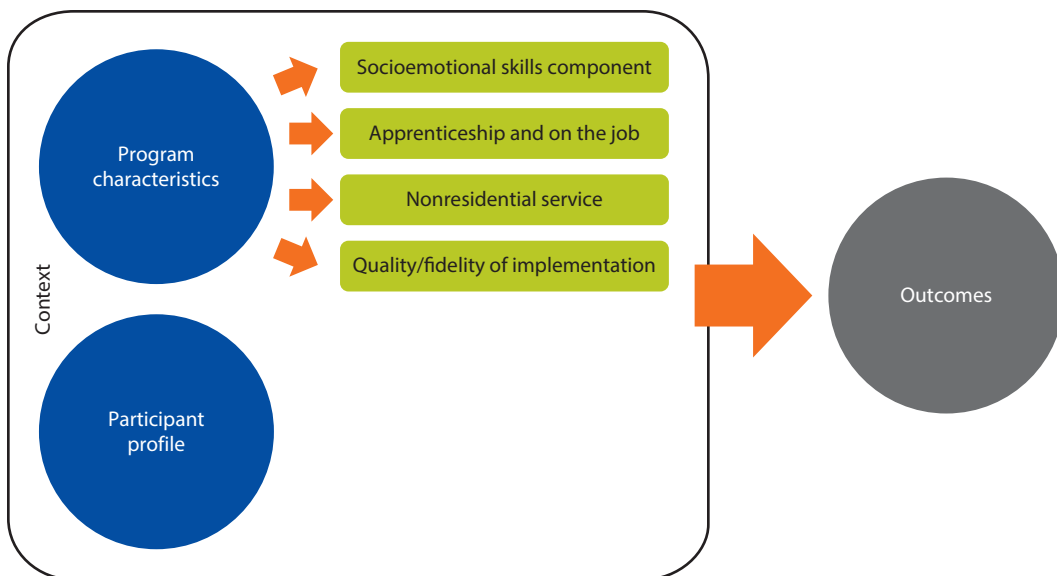 Context
Program
characteristics
Socioemotional skills component
Apprenticeship and on the job
Nonresidential service
Quality/fidelity of implementation
Participant
profile
Outcomes